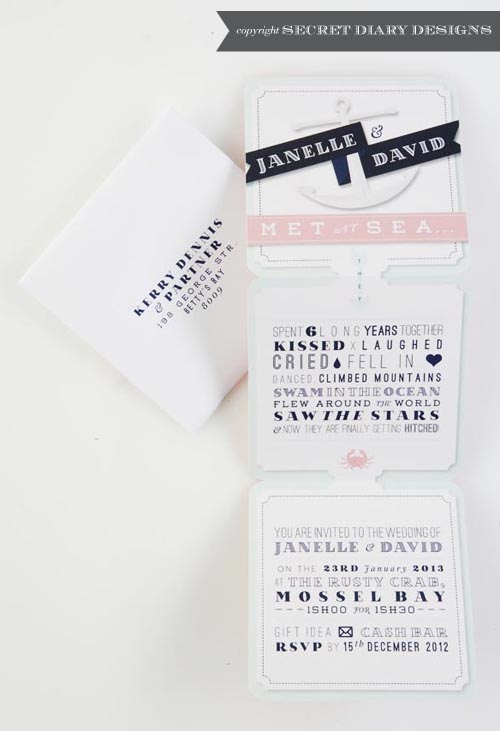 copyright SECRET DIARY DESIGNS
JANELLE & DAVID
MET AT SEA...
KERRY DENNIS
& PARTNER
198 GEORGE STR
BETTY'S BAY
8009
SPENT 6 LONG YEARS TOGETHER
KISSED x LAUGHED
CRIED FELL IN
DANCED, CLIMBED MOUNTAINS
SWAM IN THE OCEAN
FLEW AROUND THE WORLD
SAW THE STARS
& NOW THEY ARE FINALLY GETTING HITCHED!
YOU ARE INVITED TO THE WEDDING OF
JANELLE & DAVID
ON THE 23RD January 2013
AT THE RUSTY CRAB,
MOSSEL BAY
15H00 FOR 15H30
GIFT IDEA CASH BAR
RSVP BY 15th DECEMBER 2012